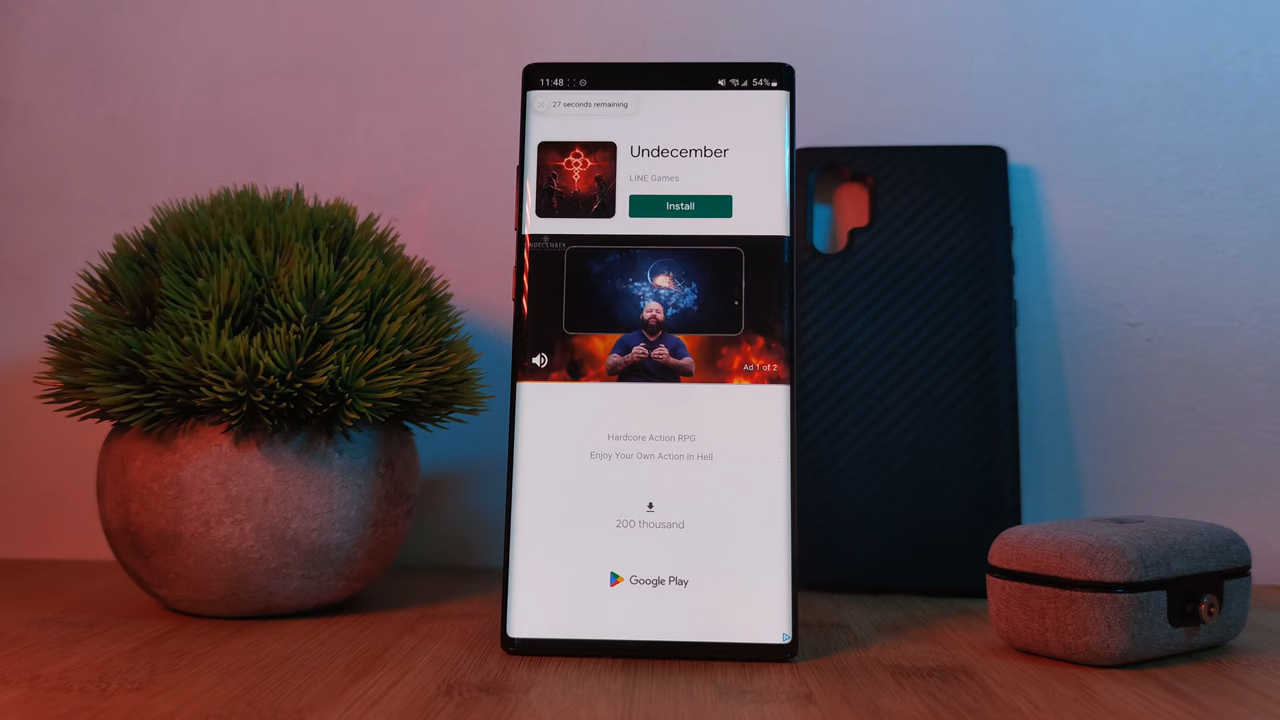 11:48
54%
27 seconds remaining
Undecember
LINE Games
Install
UNDECEMBER
Ad 1 of 2
Hardcore Action RPG
Enjoy Your Own Action in Hell
200 thousand
Google Play